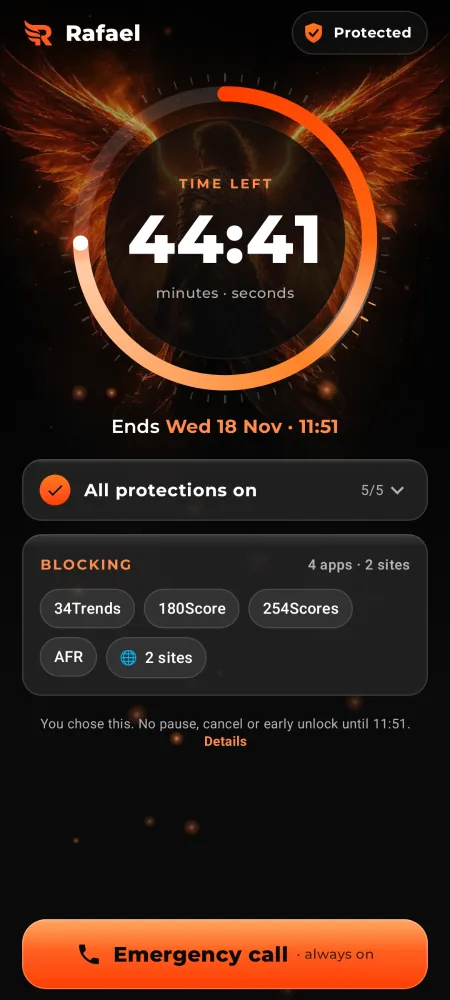 Rafael
Protected
TIME LEFT
44:41
minutes · seconds
Ends Wed 18 Nov · 11:51
All protections on
5/5
BLOCKING
4 apps · 2 sites
34Trends
180Score
254Scores
AFR
2 sites
You chose this. No pause, cancel or early unlock until 11:51.
Details
Emergency call · always on